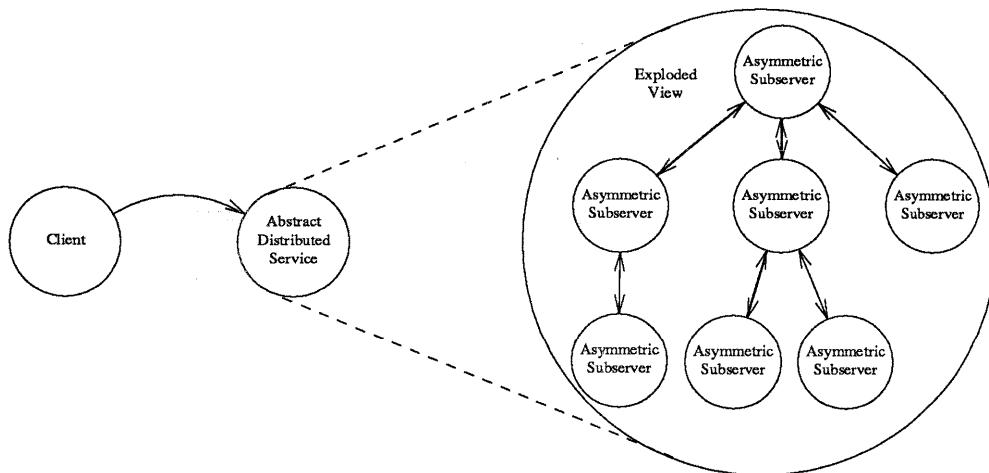 Client
Abstract
Distributed
Service
Exploded
View
Asymmetric
Subserver
Asymmetric
Subserver
Asymmetric
Subserver
Asymmetric
Subserver
Asymmetric
Subserver
Asymmetric
Subserver
Asymmetric
Subserver